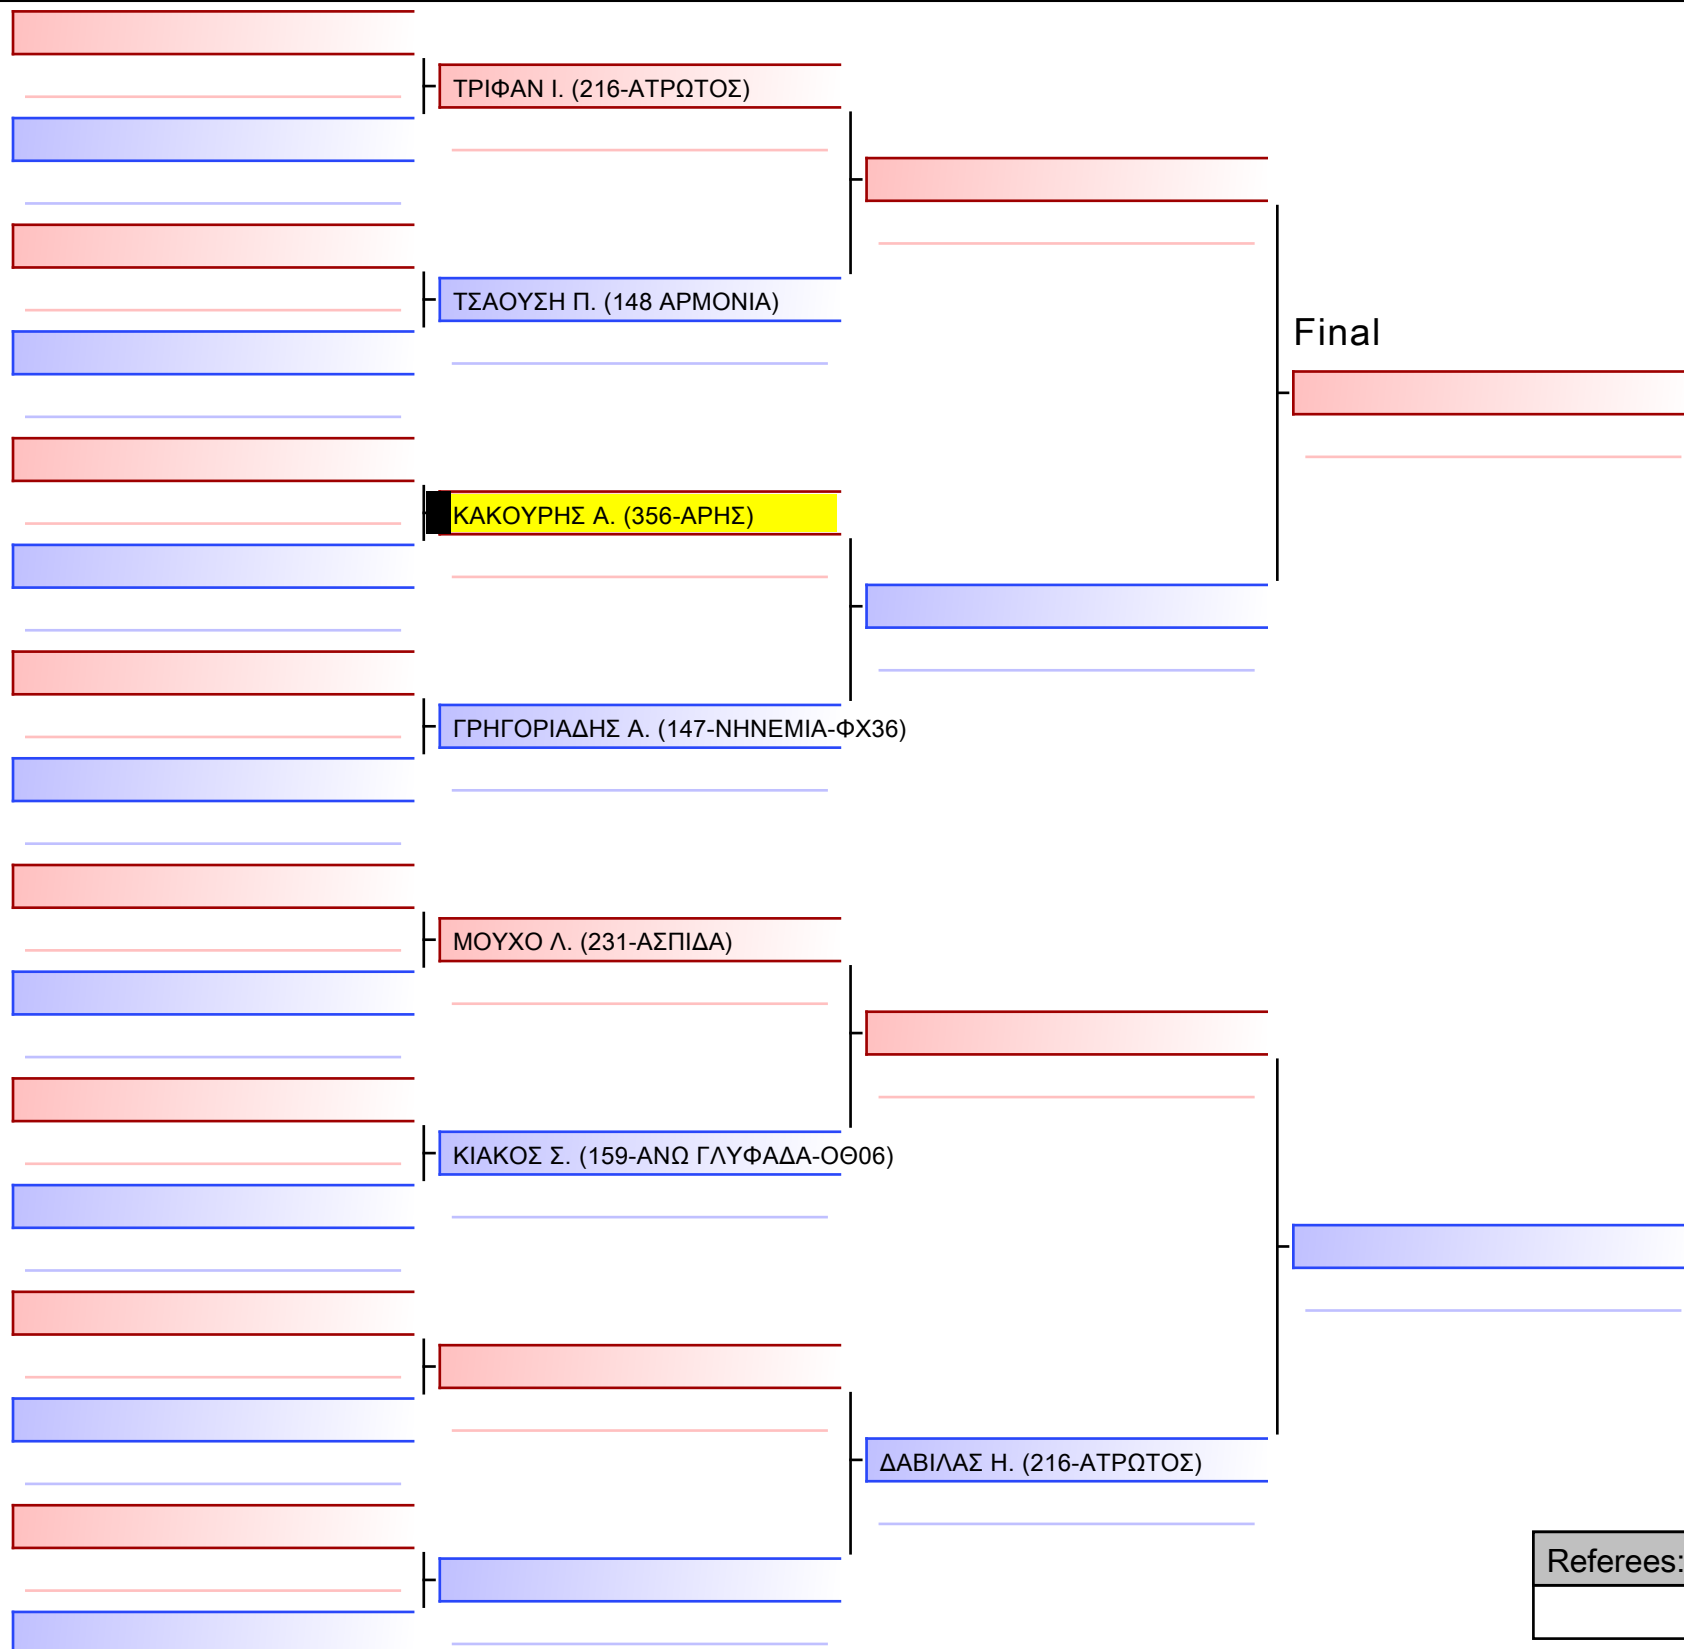 ΤΡΙΦΑΝ Ι. (216-ΑΤΡΩΤΟΣ)
ΤΣΑΟΥΣΗ Π. (148 ΑΡΜΟΝΙΑ)
Final
ΚΑΚΟΥΡΗΣ Α. (356-ΑΡΗΣ)
ΓΡΗΓΟΡΙΑΔΗΣ Α. (147-ΝΗΝΕΜΙΑ-ΦΧ36)
ΜΟΥΧΟ Λ. (231-ΑΣΠΙΔΑ)
ΚΙΑΚΟΣ Σ. (159-ΑΝΩ ΓΛΥΦΑΔΑ-ΟΘ06)
ΔΑΒΙΛΑΣ Η. (216-ΑΤΡΩΤΟΣ)
Referees: